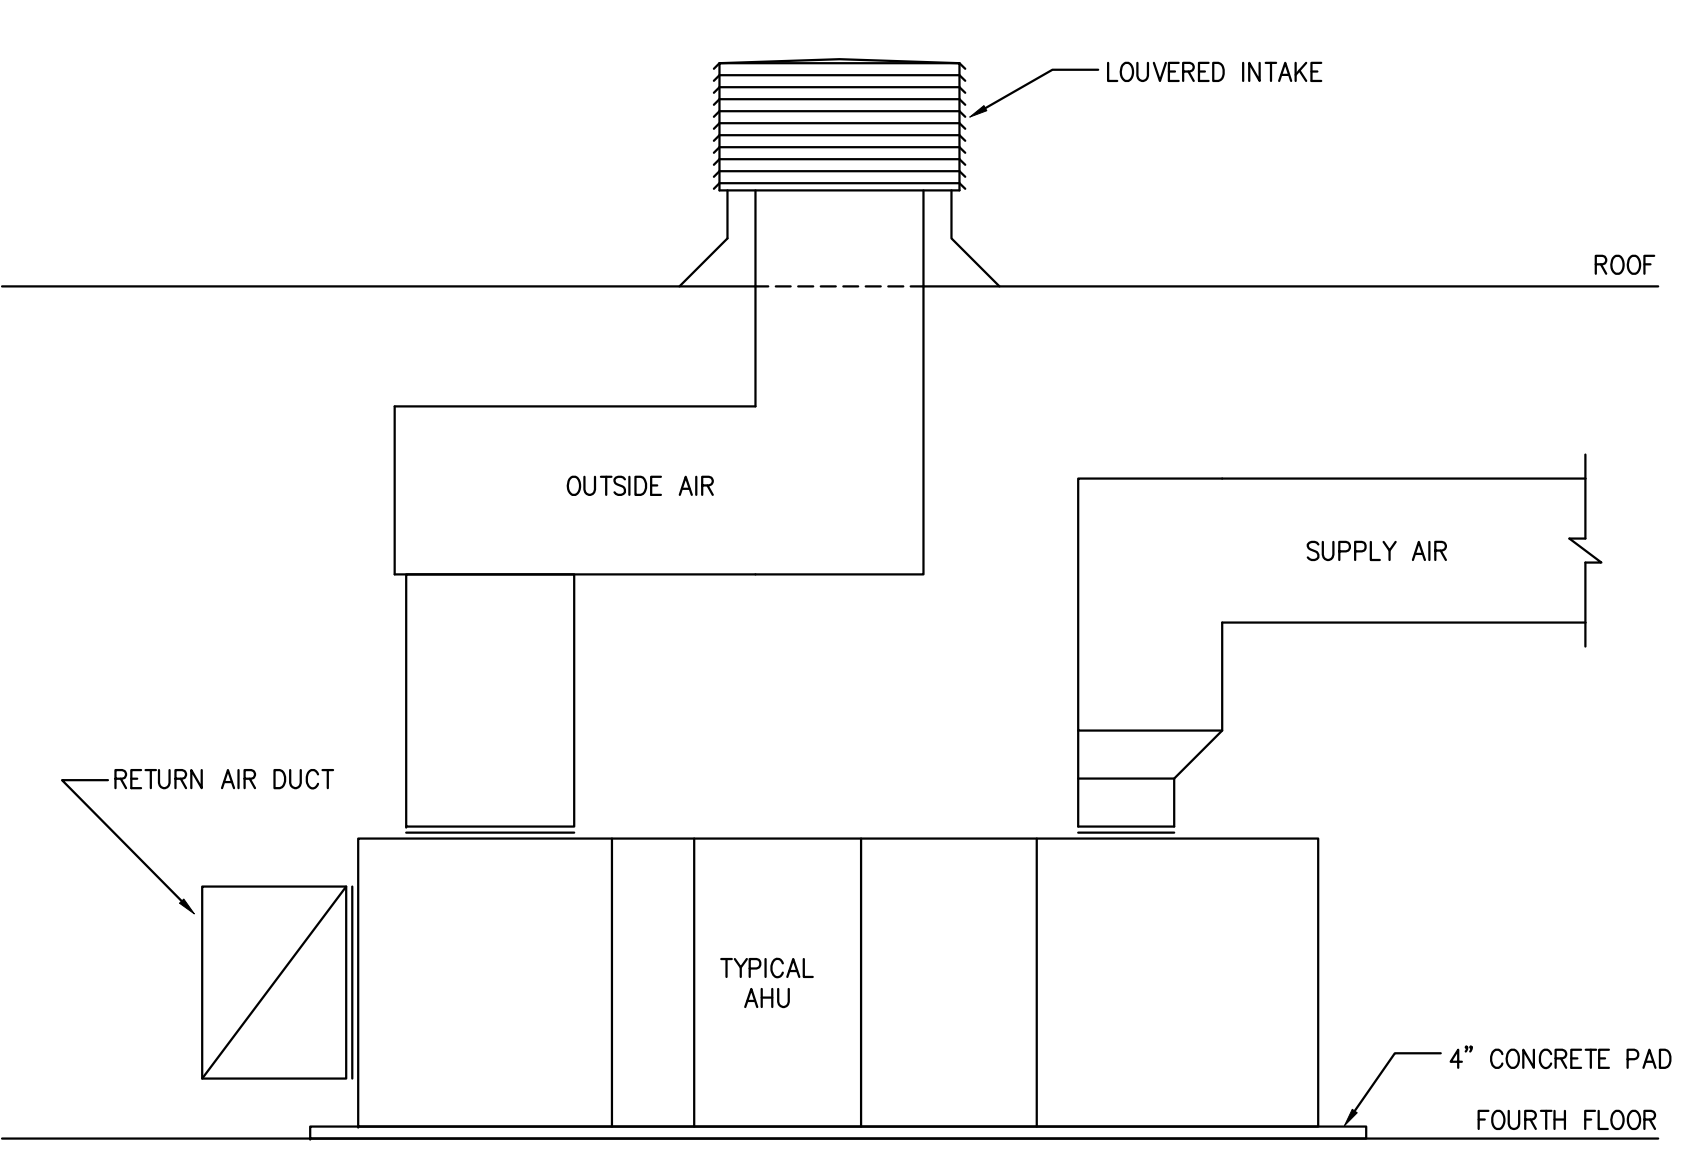 LOUVERED INTAKE
ROOF
OUTSIDE AIR
SUPPLY AIR
RETURN AIR DUCT
TYPICAL
AHU
4" CONCRETE PAD
FOURTH FLOOR